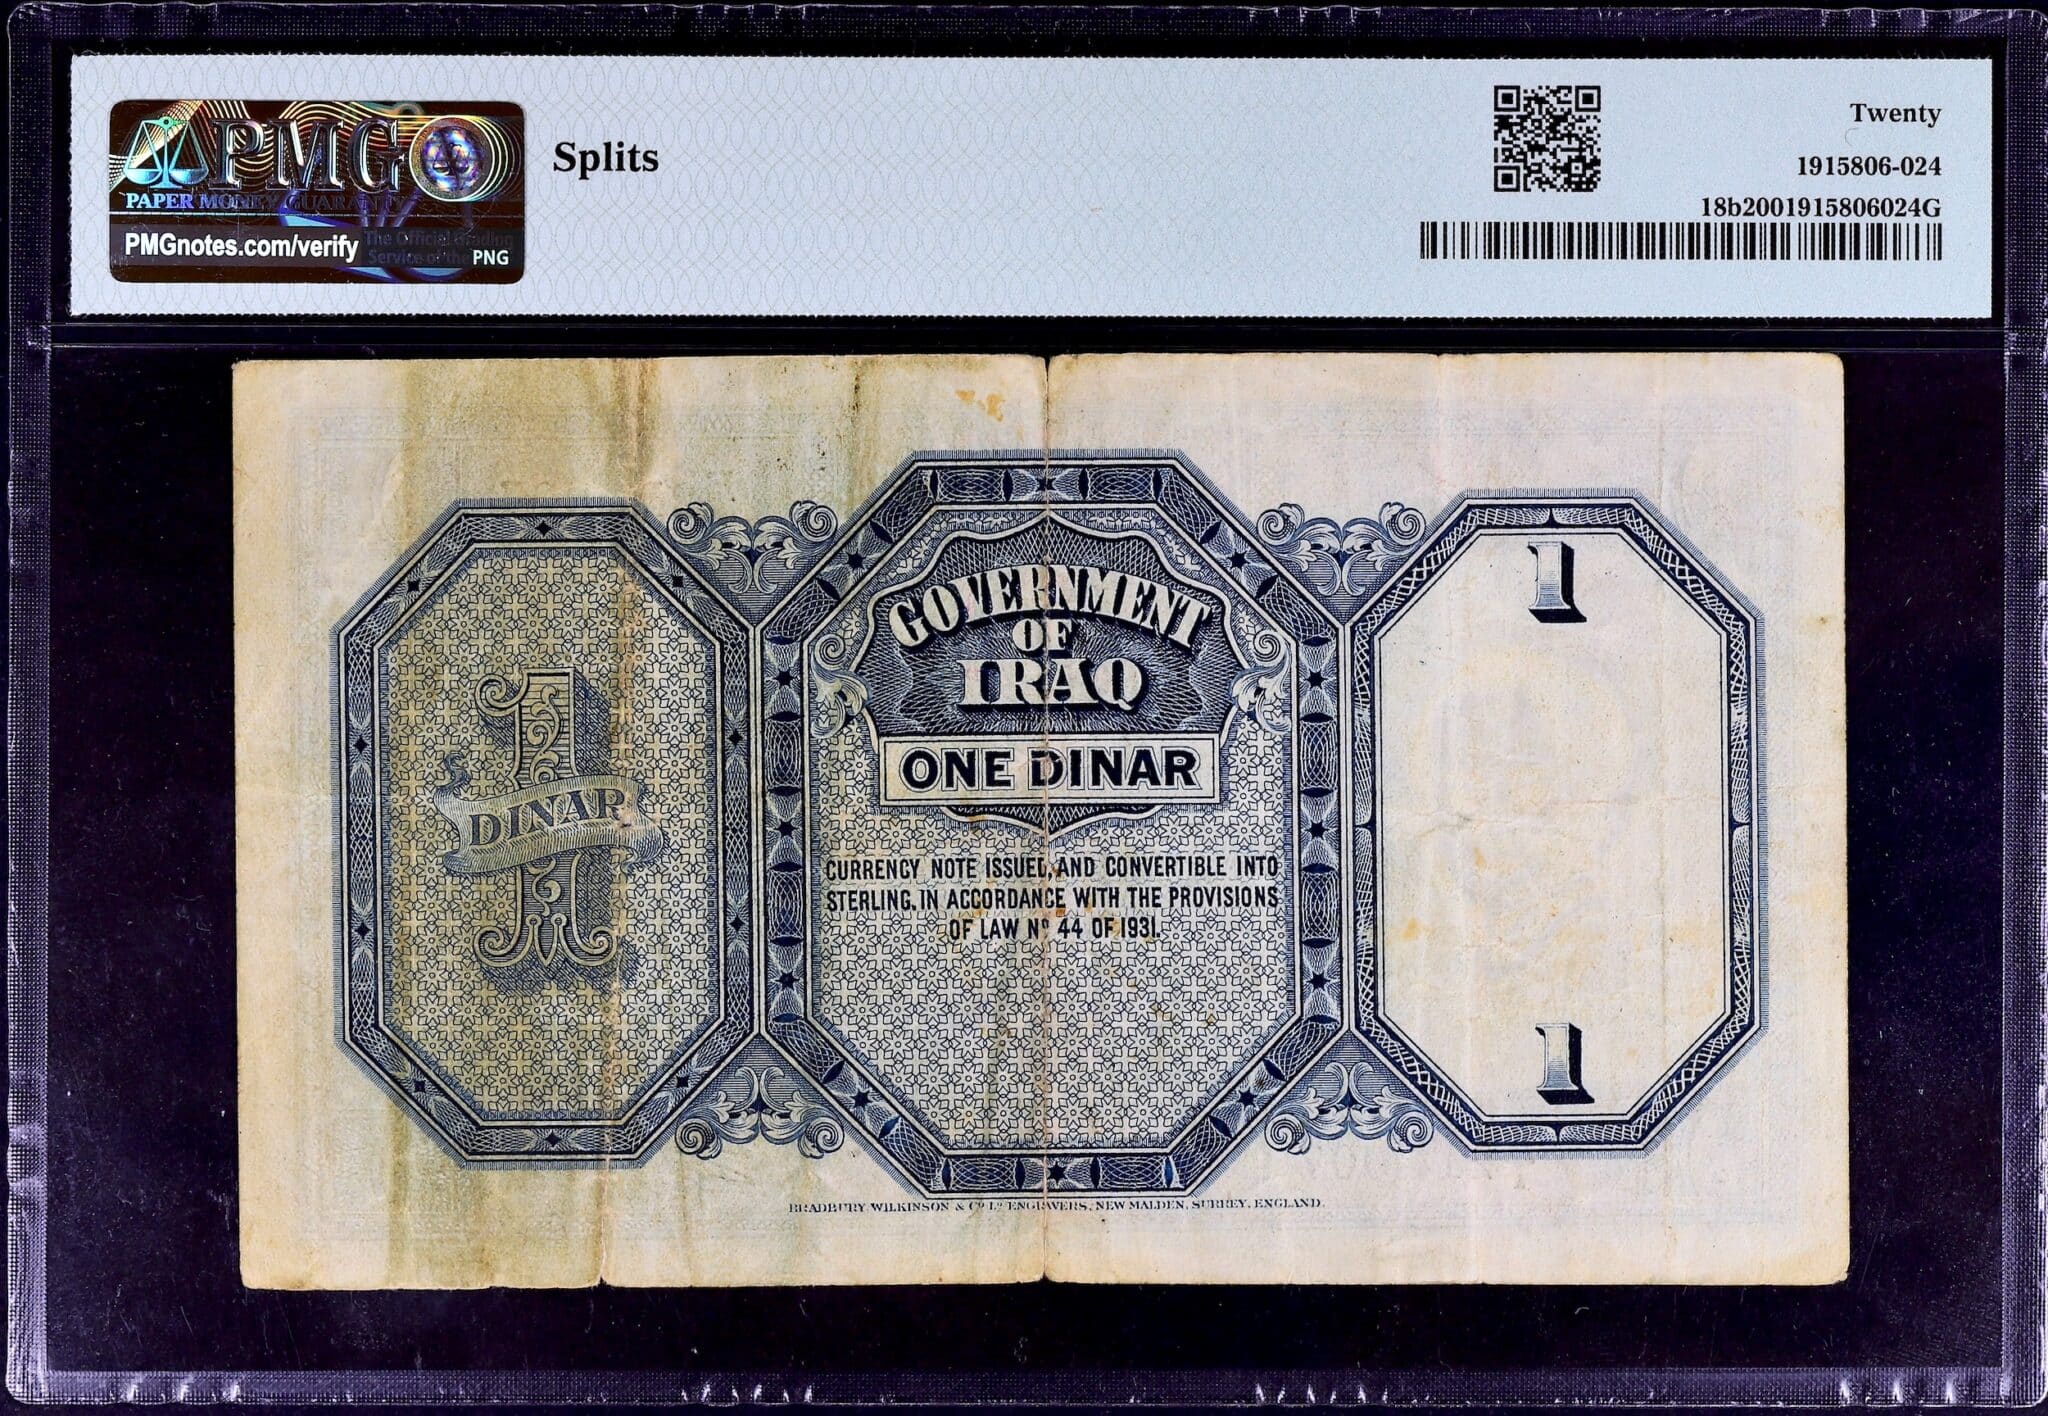 PMG
PAPER MONEY GUARANTY
PMGnotes.com/verify
The Official Grading
Service of the PNG
Splits
Twenty
1915806-024
18b2001915806024G
GOVERNMENT
OF
IRAQ
ONE DINAR
1
DINAR
1
1
CURRENCY NOTE ISSUED, AND CONVERTIBLE INTO
STERLING, IN ACCORDANCE WITH THE PROVISIONS
OF LAW Nº 44 OF 1931.
BRADBURY WILKINSON & Cº Lᴰ ENGRAVERS, NEW MALDEN, SURREY, ENGLAND.